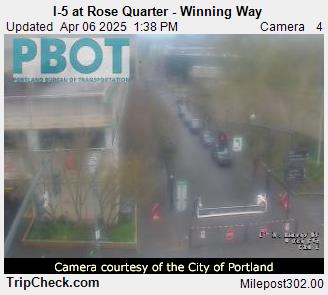 I-5 at Rose Quarter - Winning Way
Updated Apr 06 2025 1:38 PM Camera 4
PBOT
PORTLAND BUREAU OF TRANSPORTATION
Camera courtesy of the City of Portland
TripCheck.com Milepost302.00